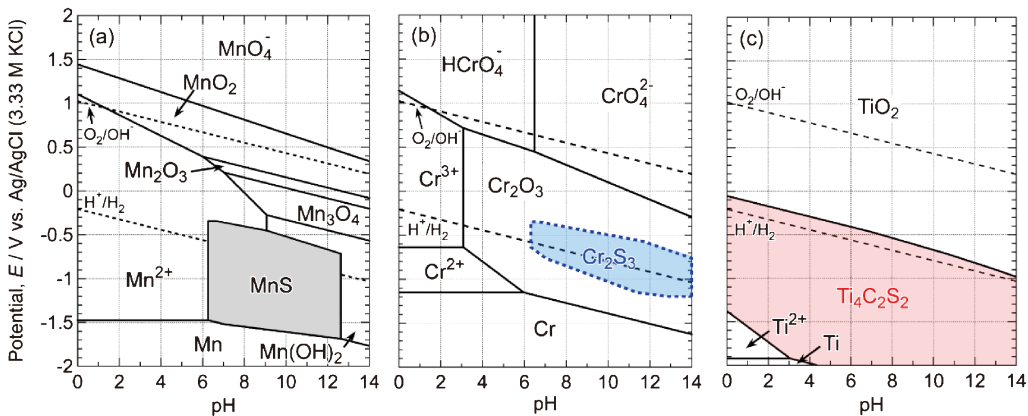 Potential, E / V vs. Ag/AgCl (3.33 M KCl)
2
1.5
1
0.5
0
-0.5
-1
-1.5
-2
(a)
MnO₄⁻
MnO₂
O₂/OH⁻
Mn₂O₃
H⁺/H₂
Mn₃O₄
Mn²⁺
MnS
Mn
Mn(OH)₂
0 2 4 6 8 10 12 14
pH
(b)
HCrO₄⁻
CrO₄²⁻
O₂/OH⁻
Cr³⁺
Cr₂O₃
H⁺/H₂
Cr₂S₃
Cr²⁺
Cr
0 2 4 6 8 10 12 14
pH
(c)
O₂/OH⁻
TiO₂
H⁺/H₂
Ti₄C₂S₂
Ti²⁺
Ti
0 2 4 6 8 10 12 14
pH